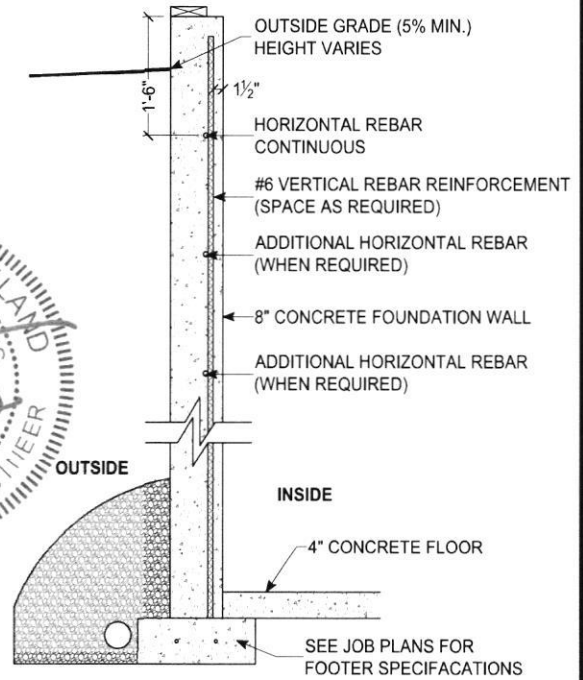 OUTSIDE GRADE (5% MIN.)
HEIGHT VARIES
1'-6"
1½"
HORIZONTAL REBAR
CONTINUOUS
#6 VERTICAL REBAR REINFORCEMENT
(SPACE AS REQUIRED)
ADDITIONAL HORIZONTAL REBAR
(WHEN REQUIRED)
8" CONCRETE FOUNDATION WALL
ADDITIONAL HORIZONTAL REBAR
(WHEN REQUIRED)
OUTSIDE
INSIDE
4" CONCRETE FLOOR
SEE JOB PLANS FOR
FOOTER SPECIFACATIONS